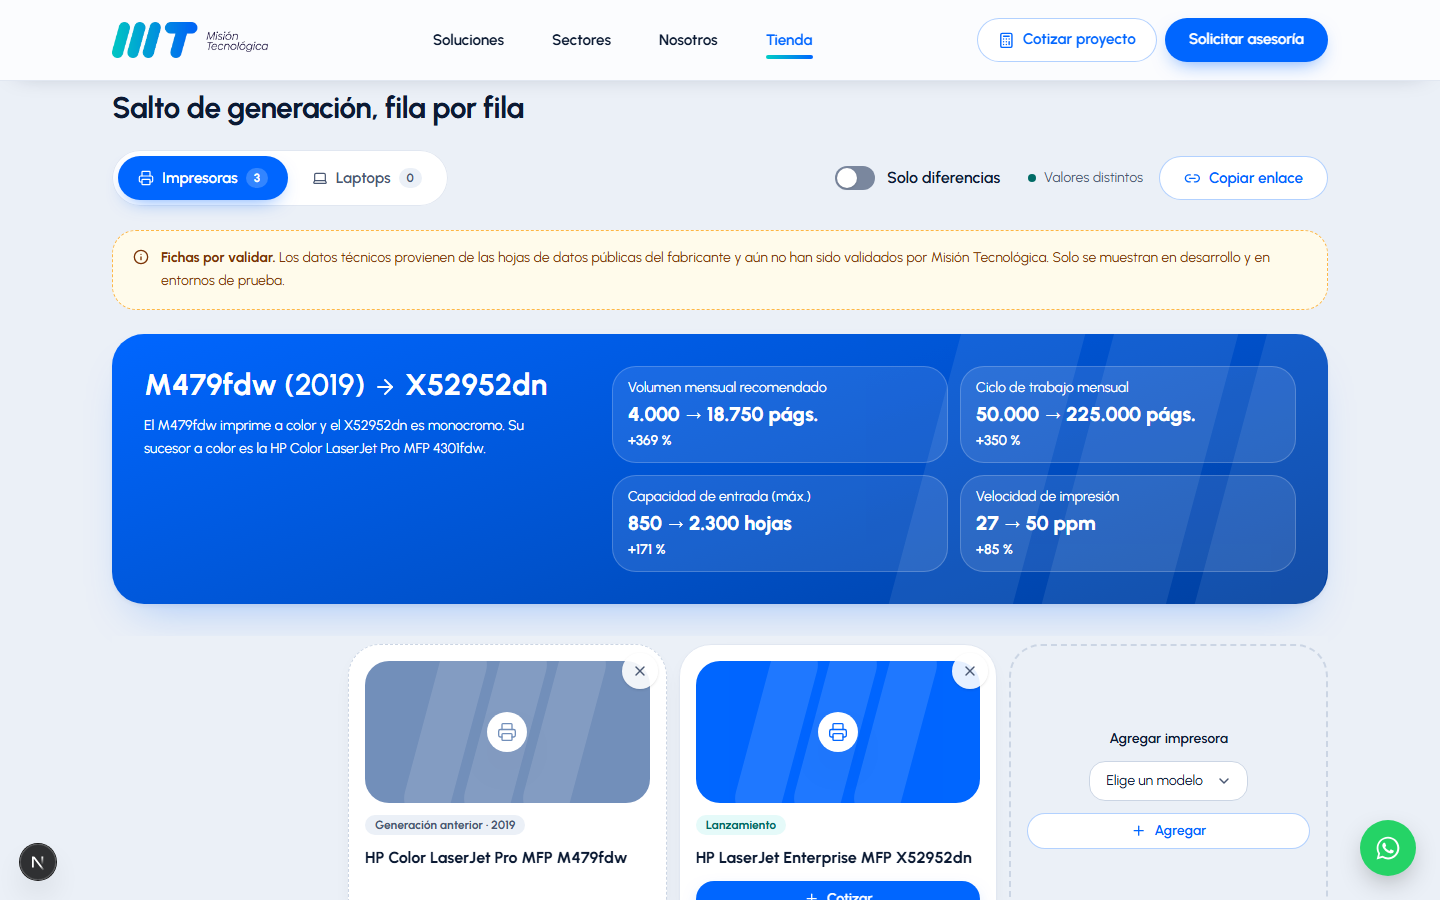 Misión
Tecnológica
Soluciones
Sectores
Nosotros
Tienda
Cotizar proyecto
Solicitar asesoría
Salto de generación, fila por fila
Impresoras 3
Laptops 0
Solo diferencias
Valores distintos
Copiar enlace
Fichas por validar. Los datos técnicos provienen de las hojas de datos públicas del fabricante y aún no han sido validados por Misión Tecnológica. Solo se muestran en desarrollo y en
entornos de prueba.
M479fdw (2019) → X52952dn
El M479fdw imprime a color y el X52952dn es monocromo. Su
sucesor a color es la HP Color LaserJet Pro MFP 4301fdw.
Volumen mensual recomendado
4.000 → 18.750 págs.
+369 %
Ciclo de trabajo mensual
50.000 → 225.000 págs.
+350 %
Capacidad de entrada (máx.)
850 → 2.300 hojas
+171 %
Velocidad de impresión
27 → 50 ppm
+85 %
Generación anterior · 2019
HP Color LaserJet Pro MFP M479fdw
Lanzamiento
HP LaserJet Enterprise MFP X52952dn
+ Cotizar
Agregar impresora
Elige un modelo
+ Agregar
N